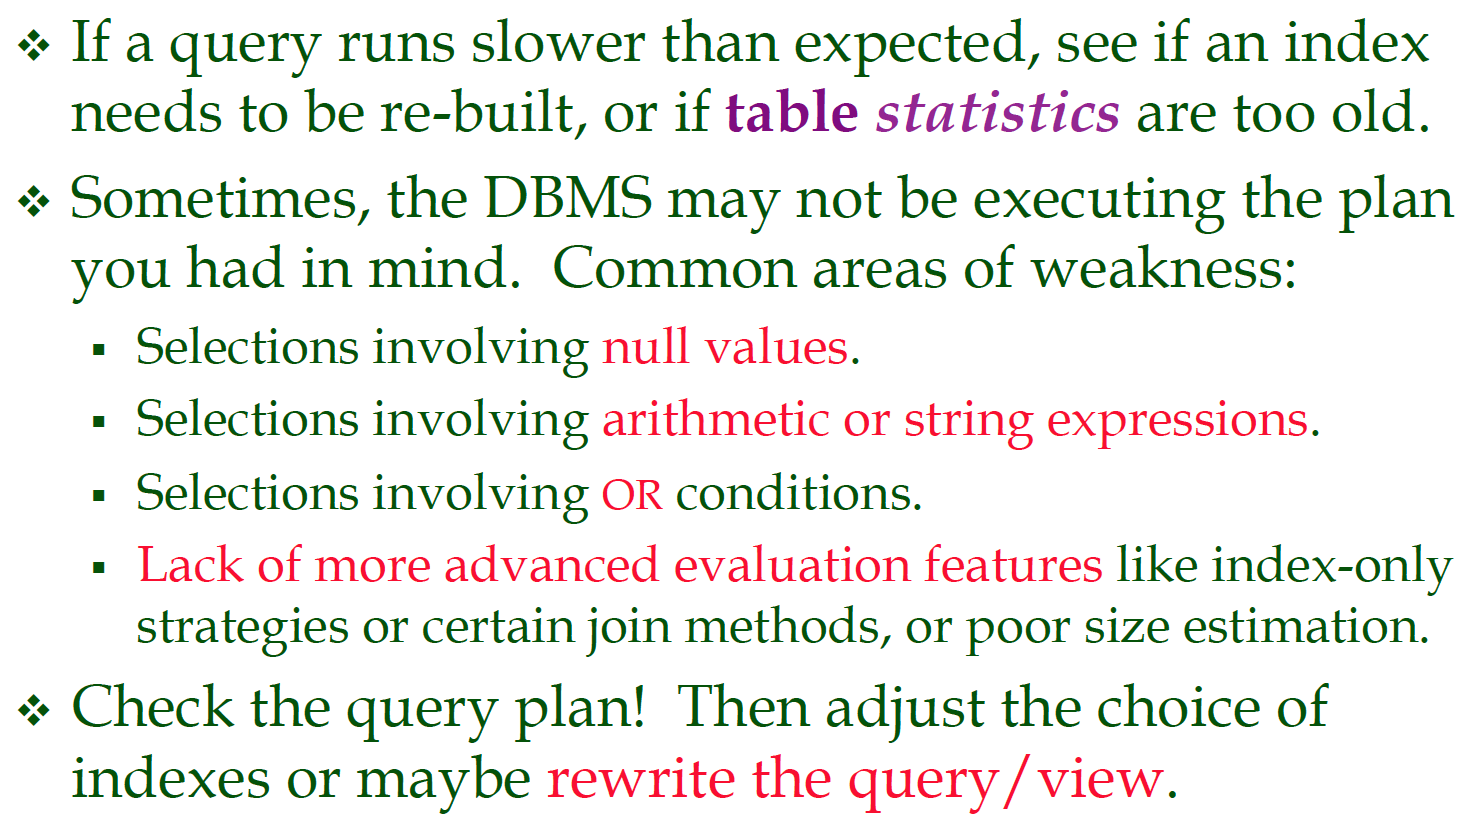 ❖ If a query runs slower than expected, see if an index
needs to be re-built, or if table statistics are too old.
❖ Sometimes, the DBMS may not be executing the plan
you had in mind.  Common areas of weakness:
▪ Selections involving null values.
▪ Selections involving arithmetic or string expressions.
▪ Selections involving OR conditions.
▪ Lack of more advanced evaluation features like index-only
strategies or certain join methods, or poor size estimation.
❖ Check the query plan!  Then adjust the choice of
indexes or maybe rewrite the query/view.